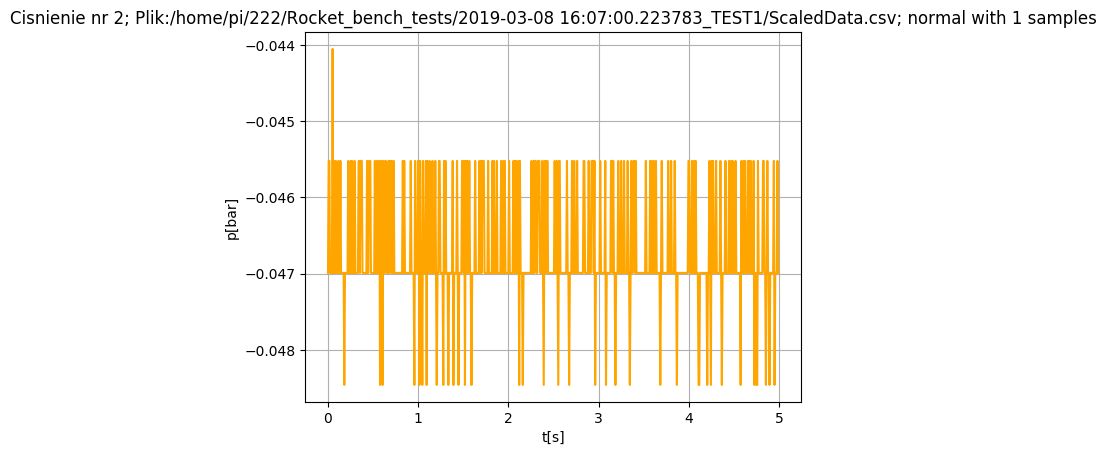 Cisnienie nr 2; Plik:/home/pi/222/Rocket_bench_tests/2019-03-08 16:07:00.223783_TEST1/ScaledData.csv; normal with 1 samples
−0.044
−0.045
−0.046
−0.047
−0.048
p[bar]
0 1 2 3 4 5
t[s]